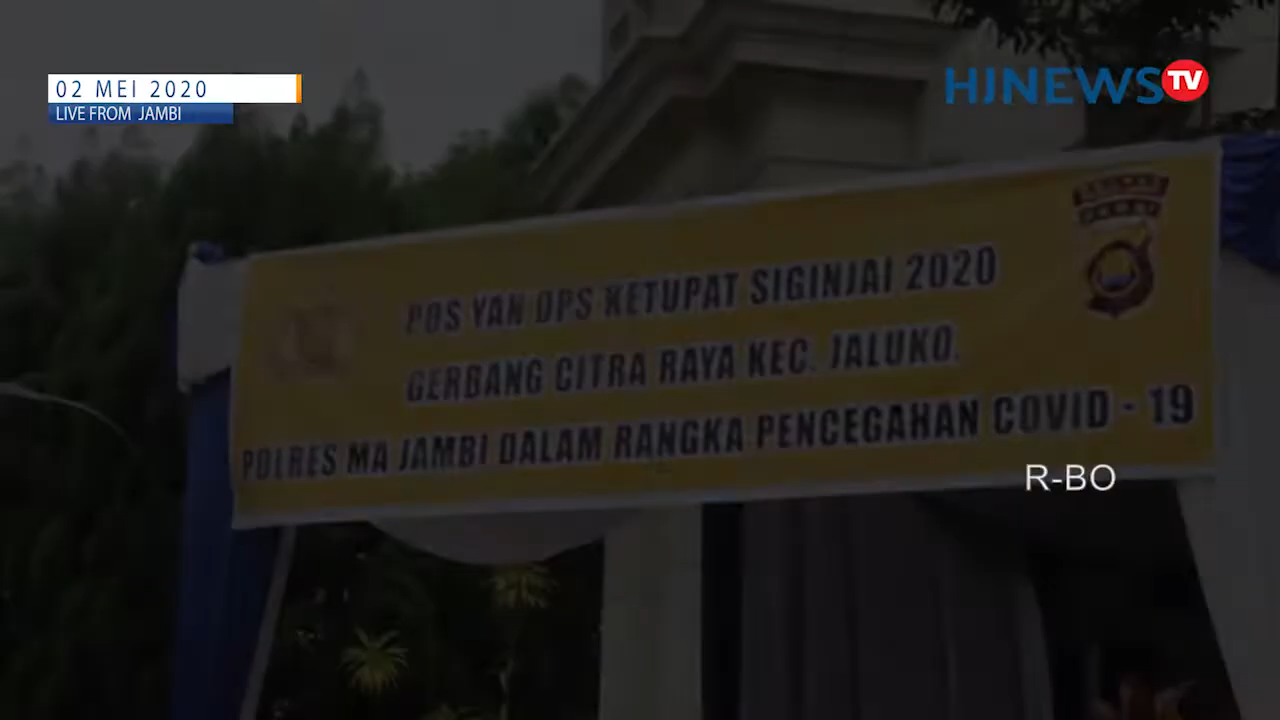 02 MEI 2020
LIVE FROM JAMBI
HJNEWS TV
POS YAN OPS KETUPAT SIGINJAI 2020
GERBANG CITRA RAYA KEC. JALUKO.
POLRES MA JAMBI DALAM RANGKA PENCEGAHAN COVID - 19
R-BO